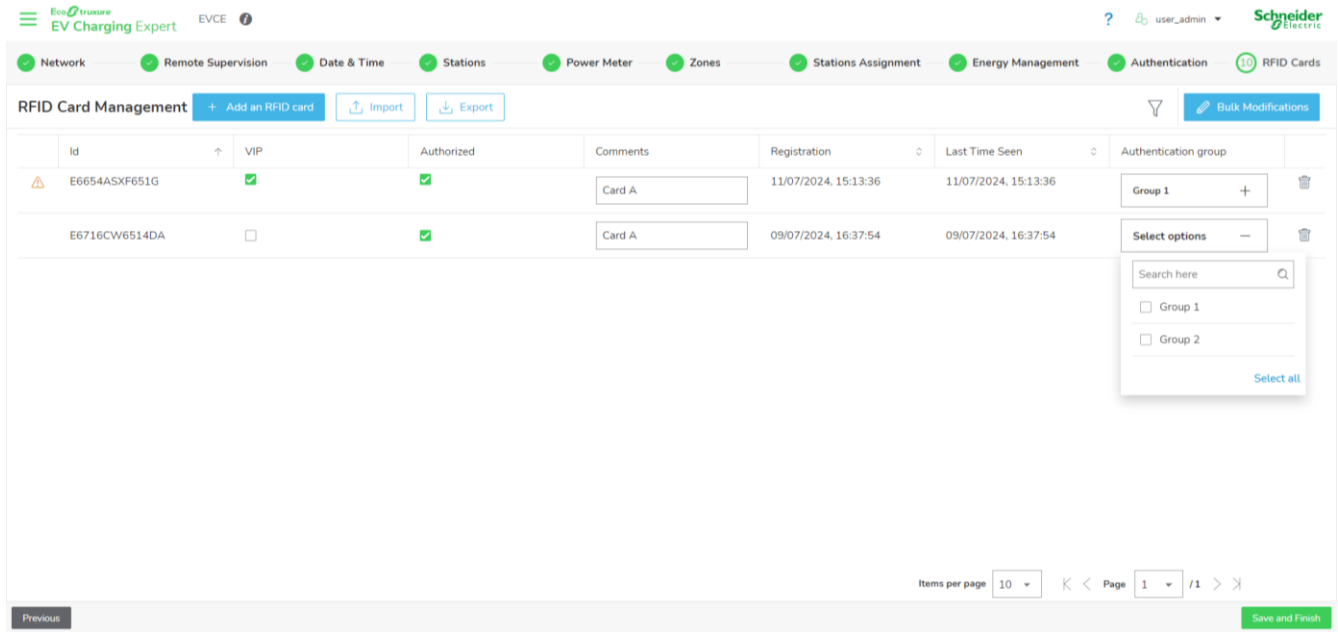 EcoStruxure
EV Charging Expert
EVCE
? user_admin
Schneider Electric
Network Remote Supervision Date & Time Stations Power Meter Zones Stations Assignment Energy Management Authentication 10 RFID Cards
RFID Card Management + Add an RFID card Import Export Bulk Modifications
Id VIP Authorized Comments Registration Last Time Seen Authentication group
E6654ASXF651G Card A 11/07/2024, 15:13:36 11/07/2024, 15:13:36 Group 1 +
E6716CW6514DA Card A 09/07/2024, 16:37:54 09/07/2024, 16:37:54 Select options −
Search here
Group 1
Group 2
Select all
Items per page 10 Page 1 / 1
Previous Save and Finish